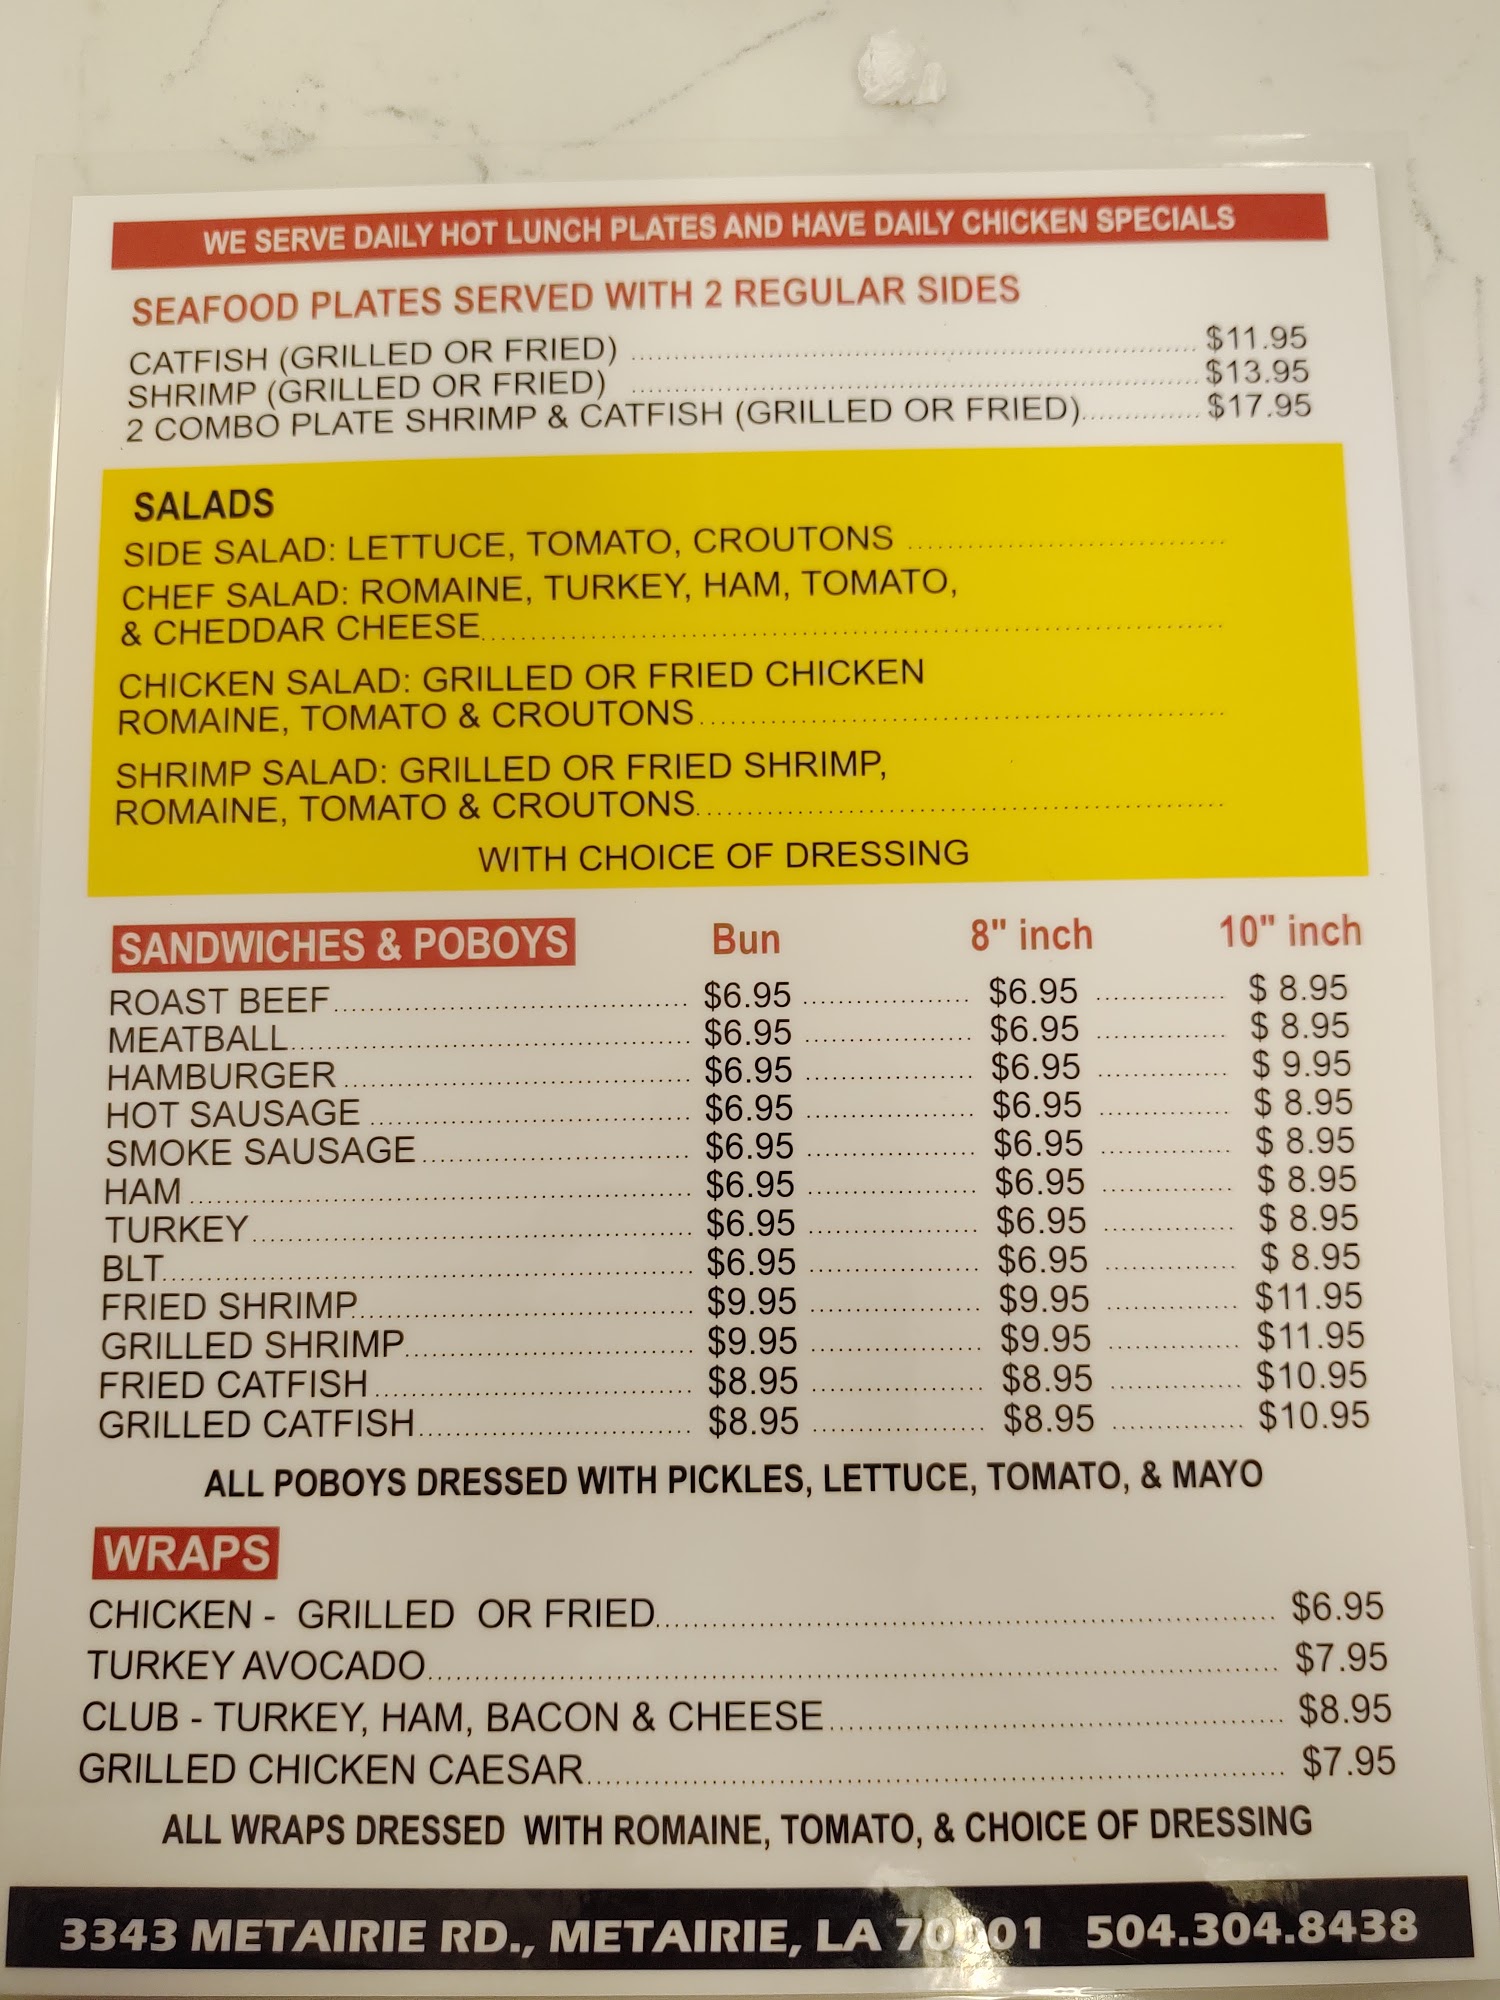 WE SERVE DAILY HOT LUNCH PLATES AND HAVE DAILY CHICKEN SPECIALS
SEAFOOD PLATES SERVED WITH 2 REGULAR SIDES
CATFISH (GRILLED OR FRIED) $11.95
SHRIMP (GRILLED OR FRIED) $13.95
2 COMBO PLATE SHRIMP & CATFISH (GRILLED OR FRIED) $17.95
SALADS
SIDE SALAD: LETTUCE, TOMATO, CROUTONS
CHEF SALAD: ROMAINE, TURKEY, HAM, TOMATO,
& CHEDDAR CHEESE
CHICKEN SALAD: GRILLED OR FRIED CHICKEN
ROMAINE, TOMATO & CROUTONS
SHRIMP SALAD: GRILLED OR FRIED SHRIMP,
ROMAINE, TOMATO & CROUTONS
WITH CHOICE OF DRESSING
SANDWICHES & POBOYS Bun 8" inch 10" inch
ROAST BEEF $6.95 $6.95 $ 8.95
MEATBALL $6.95 $6.95 $ 8.95
HAMBURGER $6.95 $6.95 $ 9.95
HOT SAUSAGE $6.95 $6.95 $ 8.95
SMOKE SAUSAGE $6.95 $6.95 $ 8.95
HAM $6.95 $6.95 $ 8.95
TURKEY $6.95 $6.95 $ 8.95
BLT $6.95 $6.95 $ 8.95
FRIED SHRIMP $9.95 $9.95 $11.95
GRILLED SHRIMP $9.95 $9.95 $11.95
FRIED CATFISH $8.95 $8.95 $10.95
GRILLED CATFISH $8.95 $8.95 $10.95
ALL POBOYS DRESSED WITH PICKLES, LETTUCE, TOMATO, & MAYO
WRAPS
CHICKEN - GRILLED OR FRIED $6.95
TURKEY AVOCADO $7.95
CLUB - TURKEY, HAM, BACON & CHEESE $8.95
GRILLED CHICKEN CAESAR $7.95
ALL WRAPS DRESSED WITH ROMAINE, TOMATO, & CHOICE OF DRESSING
3343 METAIRIE RD., METAIRIE, LA 70001 504.304.8438